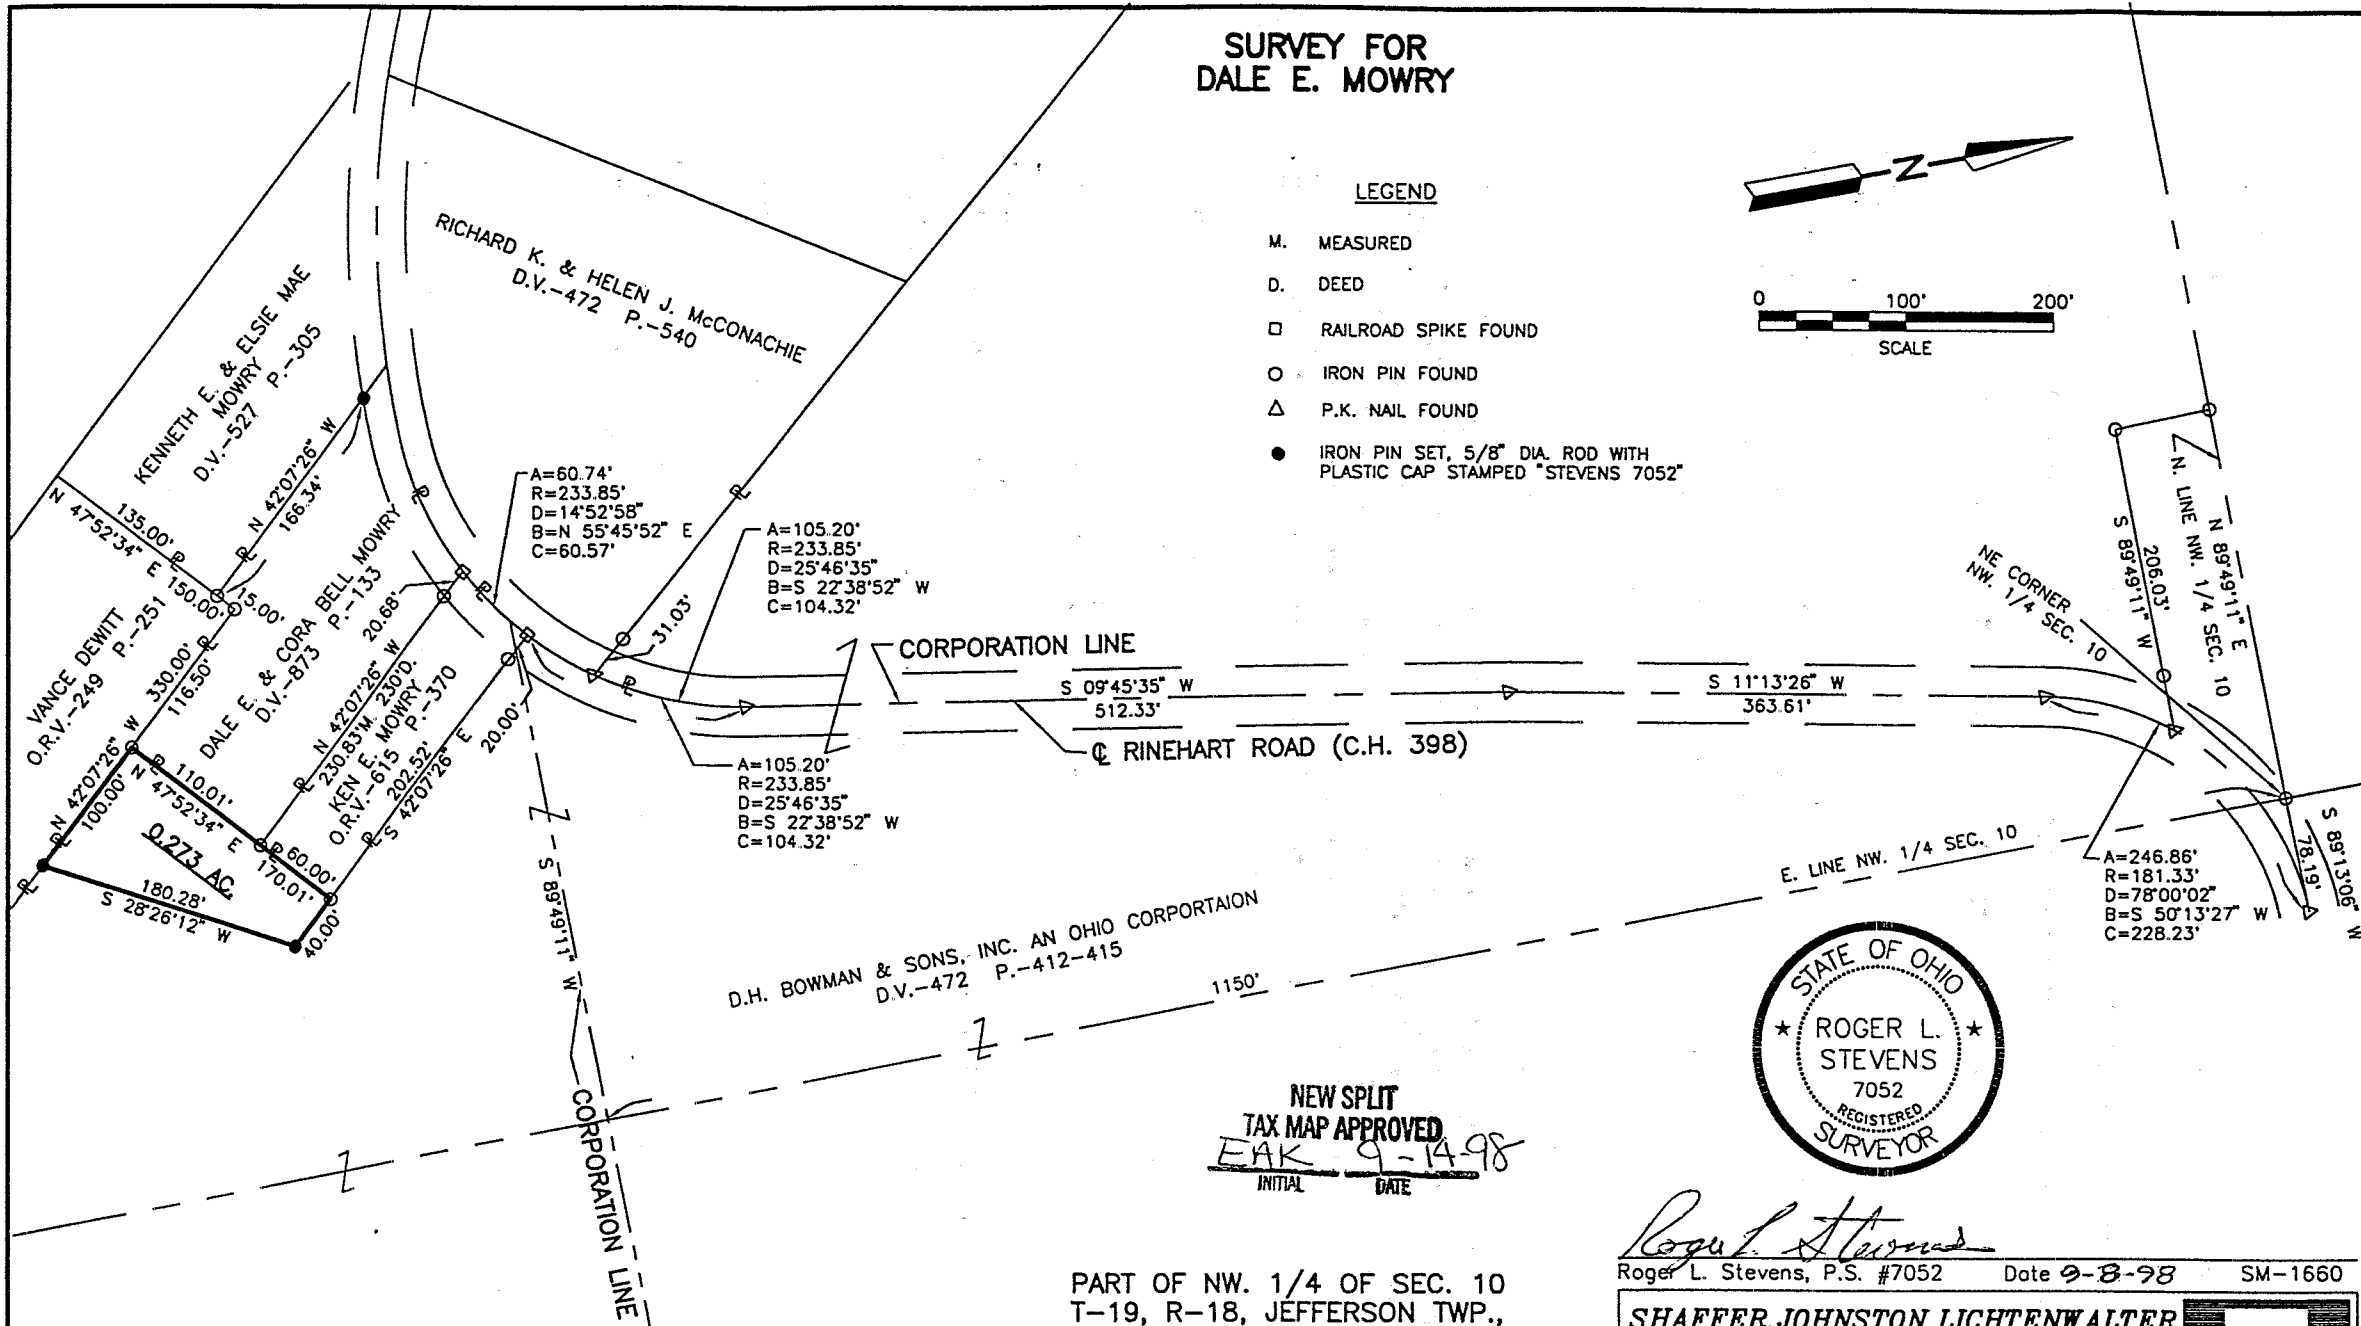 SURVEY FOR
DALE E. MOWRY
N
LEGEND
M. MEASURED
D. DEED
RAILROAD SPIKE FOUND
IRON PIN FOUND
P.K. NAIL FOUND
IRON PIN SET, 5/8" DIA. ROD WITH
PLASTIC CAP STAMPED "STEVENS 7052"
0 100' 200'
SCALE
RICHARD K. & HELEN J. McCONACHIE
D.V.-472 P.-540
KENNETH E. & ELSIE MAE
MOWRY
D.V.-527 P.-305
N 42°07'26" W
166.34'
135.00'
N 47°52'34" E 150.00'
15.00'
A=60.74'
R=233.85'
D=14°52'58"
B=N 55°45'52" E
C=60.57'
A=105.20'
R=233.85'
D=25°46'35"
B=S 22°38'52" W
C=104.32'
31.03'
CORPORATION LINE
S 09°45'35" W
512.33'
S 11°13'26" W
363.61'
℄ RINEHART ROAD (C.H. 398)
A=105.20'
R=233.85'
D=25°46'35"
B=S 22°38'52" W
C=104.32'
N. LINE NW. 1/4 SEC. 10
N 89°49'11" E
206.03'
S 89°49'11" W
NE CORNER
NW. 1/4 SEC. 10
VANCE DEWITT
O.R.V.-249 P.-251
DALE E. & CORA BELL MOWRY
D.V.-873 P.-133
20.68'
330.00'
116.50'
N 42°07'26" W
230.83'M. 230'D.
KEN E. MOWRY
O.R.V.-615 P.-370
202.52'
S 42°07'26" E
20.00'
N 42°07'26" W
100.00'
110.01'
N 47°52'34" E
60.00'
170.01'
0.273 AC.
180.28'
S 28°26'12" W
40.00'
S 89°49'11" W
CORPORATION LINE
D.H. BOWMAN & SONS, INC. AN OHIO CORPORTAION
D.V.-472 P.-412-415
E. LINE NW. 1/4 SEC. 10
1150'
A=246.86'
R=181.33'
D=78°00'02"
B=S 50°13'27" W
C=228.23'
78.19'
S 89°13'06" W
STATE OF OHIO
ROGER L.
STEVENS
7052
REGISTERED
SURVEYOR
NEW SPLIT
TAX MAP APPROVED
EAK 9-14-98
INITIAL DATE
Roger L. Stevens
Roger L. Stevens, P.S. #7052 Date 9-8-98 SM-1660
PART OF NW. 1/4 OF SEC. 10
T-19, R-18, JEFFERSON TWP.,
SHAFFER, JOHNSTON, LICHTENWALTER